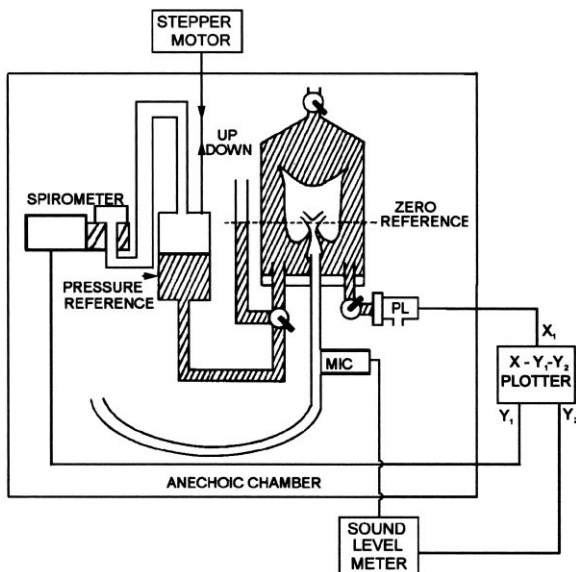 STEPPER
MOTOR
UP
DOWN
SPIROMETER
ZERO
REFERENCE
PRESSURE
REFERENCE
PL
X₁
MIC
X - Y₁-Y₂
PLOTTER
Y₁
Y₂
ANECHOIC CHAMBER
SOUND
LEVEL
METER